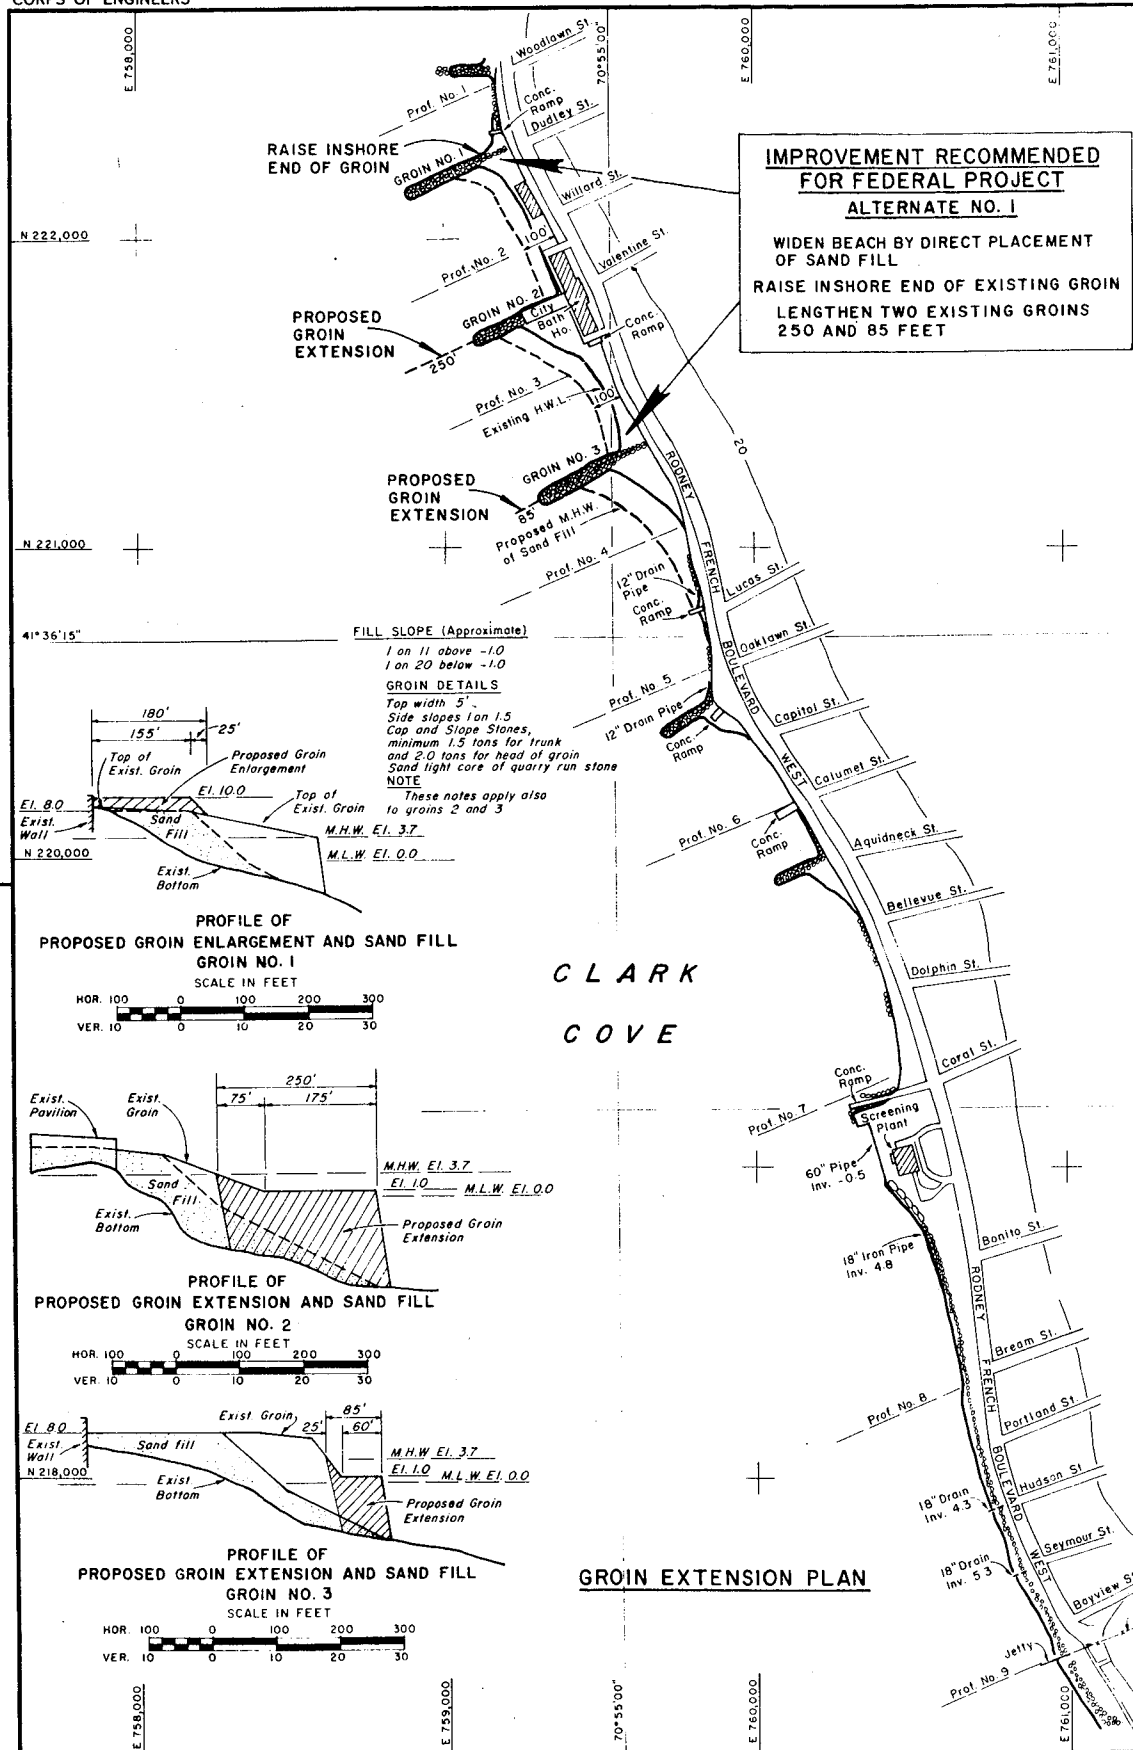 CORPS OF ENGINEERS
E 758,000
70°55'00"
E 760,000
E 761,000
Woodlawn St.
Prof. No. 1
Conc.
Ramp
Dudley St.
RAISE INSHORE
END OF GROIN
GROIN NO. 1
Willard St.
IMPROVEMENT RECOMMENDED
FOR FEDERAL PROJECT
ALTERNATE NO. 1
WIDEN BEACH BY DIRECT PLACEMENT
OF SAND FILL
RAISE INSHORE END OF EXISTING GROIN
LENGTHEN TWO EXISTING GROINS
250 AND 85 FEET
N 222,000
100'
Prof. No. 2
Valentine St.
GROIN NO. 2
City
Bath
Ho.
Conc.
Ramp
PROPOSED
GROIN
EXTENSION
250'
Prof. No. 3
Existing H.W.L.
100'
20
GROIN NO. 3
RODNEY
FRENCH
BOULEVARD
WEST
PROPOSED
GROIN
EXTENSION
85'
Proposed M.H.W.
of Sand Fill
N 221,000
Prof. No. 4
12" Drain
Pipe
Conc.
Ramp
Lucas St.
41°36'15"
Oaklawn St.
FILL SLOPE (Approximate)
1 on 11 above -1.0
1 on 20 below -1.0
GROIN DETAILS
Top width 5'
Side slopes 1 on 1.5
Cap and Slope Stones,
minimum 1.5 tons for trunk
and 2.0 tons for head of groin
Sand tight core of quarry run stone
NOTE
These notes apply also
to groins 2 and 3
Prof. No. 5
12" Drain Pipe
Conc.
Ramp
Capitol St.
Calumet St.
Prof. No. 6
Conc.
Ramp
Aquidneck St.
Bellevue St.
Dolphin St.
180'
155'
25'
Top of
Exist. Groin
Proposed Groin
Enlargement
El. 10.0
Top of
Exist. Groin
El. 8.0
Exist.
Wall
Sand
Fill
M.H.W. El. 3.7
M.L.W. El. 0.0
N 220,000
Exist.
Bottom
PROFILE OF
PROPOSED GROIN ENLARGEMENT AND SAND FILL
GROIN NO. 1
SCALE IN FEET
HOR. 100 0 100 200 300
VER. 10 0 10 20 30
CLARK
COVE
Coral St.
Conc.
Ramp
Prof. No. 7
Screening
Plant
60" Pipe
Inv. -0.5
18" Iron Pipe
Inv. 4.8
Bonito St.
250'
75'
175'
Exist.
Pavilion
Exist.
Groin
M.H.W. El. 3.7
El. 1.0
M.L.W. El. 0.0
Sand
Fill
Exist.
Bottom
Proposed Groin
Extension
PROFILE OF
PROPOSED GROIN EXTENSION AND SAND FILL
GROIN NO. 2
SCALE IN FEET
HOR. 100 0 100 200 300
VER. 10 0 10 20 30
RODNEY
FRENCH
BOULEVARD
WEST
Bream St.
Prof. No. 8
Portland St.
Hudson St
18" Drain
Inv. 4.3
Seymour St.
18" Drain
Inv. 5.3
Bayview St
Jetty
Prof. No. 9
85'
25'
60'
Exist. Groin
El. 8.0
Exist.
Wall
Sand fill
M.H.W. El. 3.7
El. 1.0
M.L.W. El. 0.0
N 218,000
Exist.
Bottom
Proposed Groin
Extension
PROFILE OF
PROPOSED GROIN EXTENSION AND SAND FILL
GROIN NO. 3
SCALE IN FEET
HOR. 100 0 100 200 300
VER. 10 0 10 20 30
GROIN EXTENSION PLAN
E 758,000
E 759,000
70°55'00"
E 760,000
E 761,000